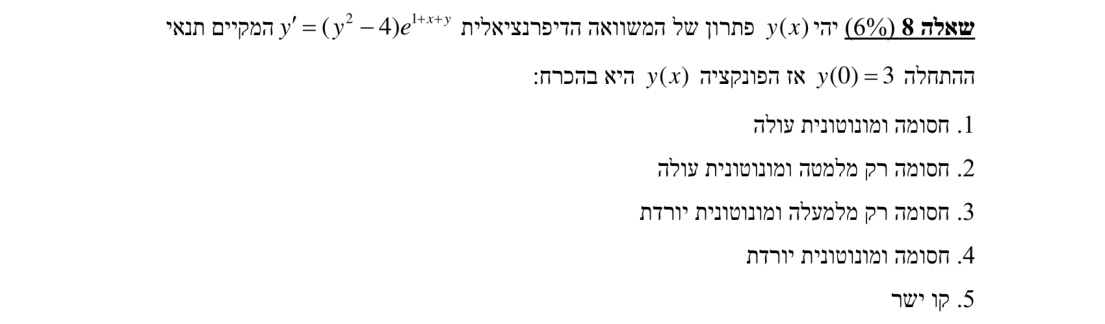 שאלה 8 (6%) יהי y(x) פתרון של המשוואה הדיפרנציאלית y′ = (y² − 4)e^{1+x+y} המקיים תנאי
ההתחלה y(0) = 3 אז הפונקציה y(x) היא בהכרח:
1. חסומה ומונוטונית עולה
2. חסומה רק מלמטה ומונוטונית עולה
3. חסומה רק מלמעלה ומונוטונית יורדת
4. חסומה ומונוטונית יורדת
5. קו ישר